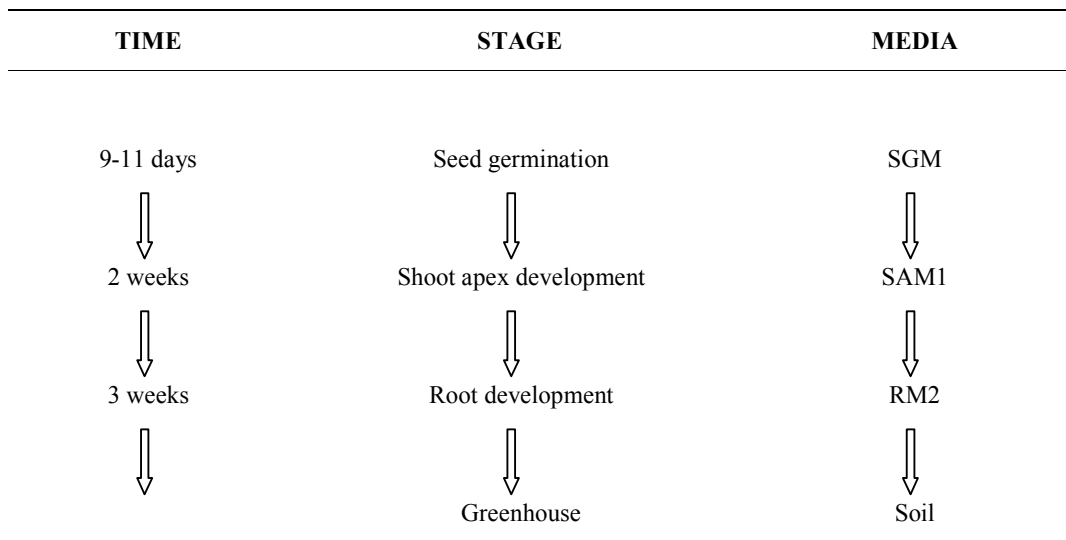 TIME STAGE MEDIA
9-11 days Seed germination SGM
2 weeks Shoot apex development SAM1
3 weeks Root development RM2
Greenhouse Soil